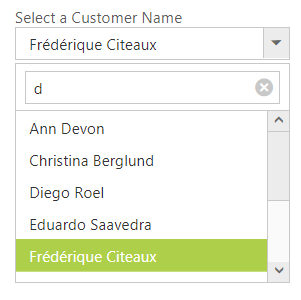 Select a Customer Name
Frédérique Citeaux
d
Ann Devon
Christina Berglund
Diego Roel
Eduardo Saavedra
Frédérique Citeaux